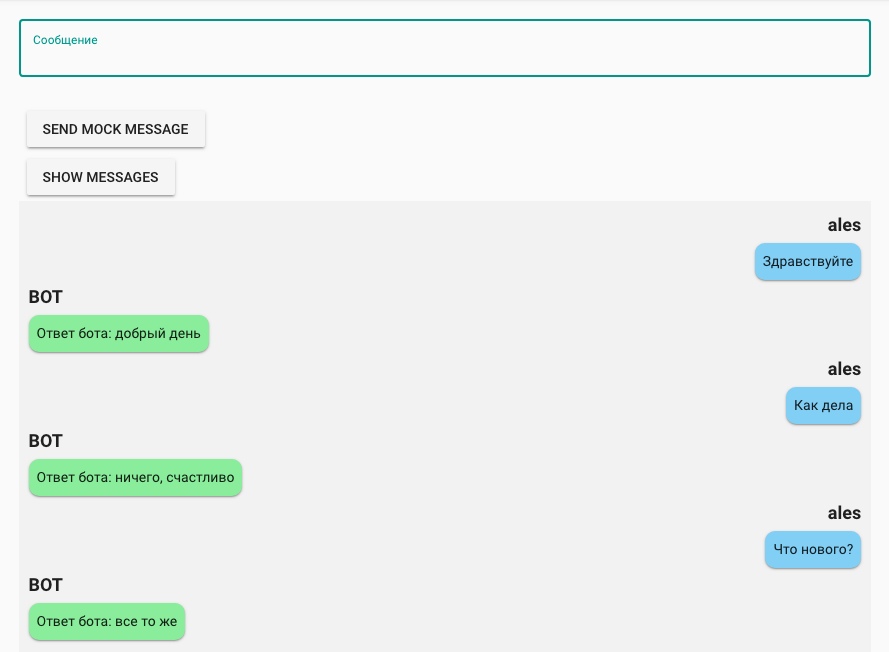 Сообщение
SEND MOCK MESSAGE
SHOW MESSAGES
ales
Здравствуйте
BOT
Ответ бота: добрый день
ales
Как дела
BOT
Ответ бота: ничего, счастливо
ales
Что нового?
BOT
Ответ бота: все то же